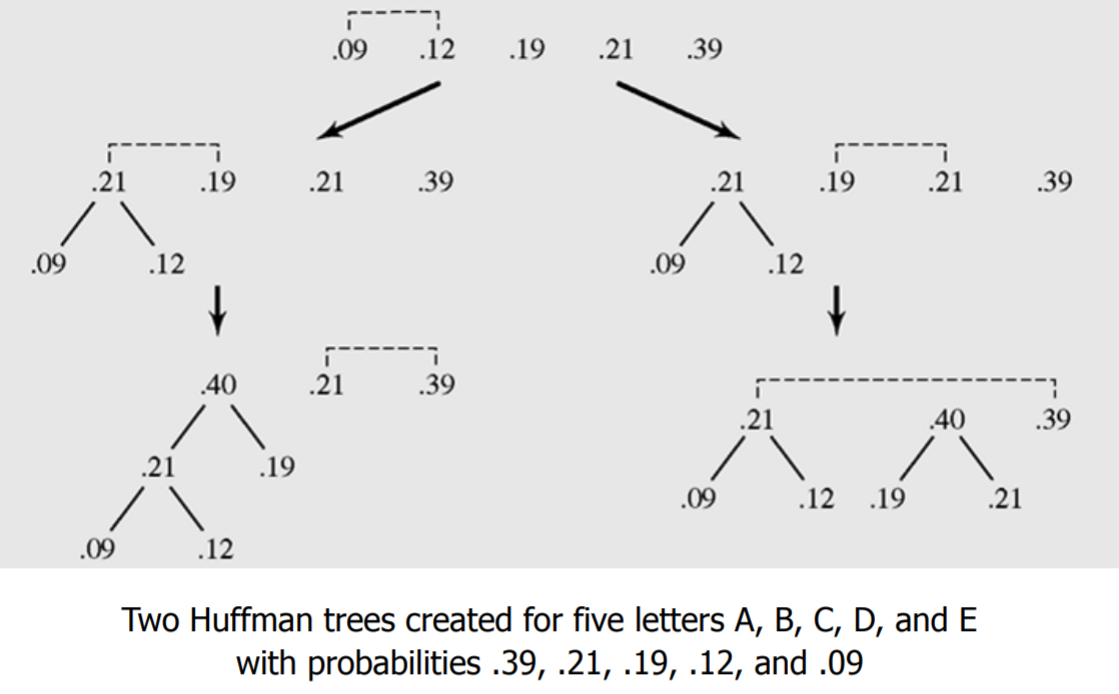 .09 .12 .19 .21 .39
.21 .19 .21 .39
.09 .12
.40 .21 .39
.21 .19
.09 .12
.21 .19 .21 .39
.09 .12
.21 .40 .39
.09 .12 .19 .21
Two Huffman trees created for five letters A, B, C, D, and E
with probabilities .39, .21, .19, .12, and .09